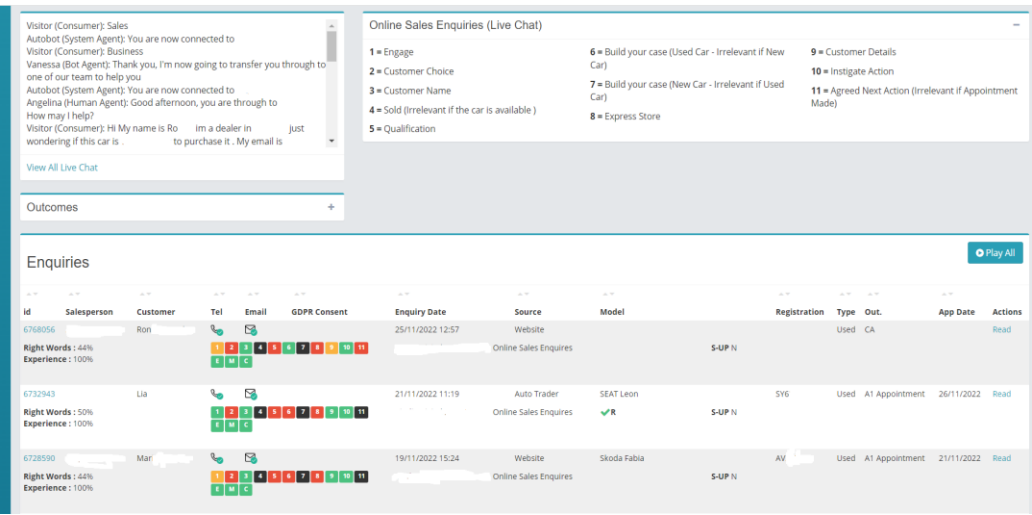 Visitor (Consumer): Sales
Autobot (System Agent): You are now connected to
Visitor (Consumer): Business
Vanessa (Bot Agent): Thank you, I'm now going to transfer you through to
one of our team to help you
Autobot (System Agent): You are now connected to
Angelina (Human Agent): Good afternoon, you are through to
How may I help?
Visitor (Consumer): Hi My name is Ro im a dealer in just
wondering if this car is . to purchase it . My email is
View All Live Chat
Outcomes +
Online Sales Enquiries (Live Chat) −
1 = Engage
2 = Customer Choice
3 = Customer Name
4 = Sold (Irrelevant if the car is available )
5 = Qualification
6 = Build your case (Used Car - Irrelevant if New
Car)
7 = Build your case (New Car - Irrelevant if Used
Car)
8 = Express Store
9 = Customer Details
10 = Instigate Action
11 = Agreed Next Action (Irrelevant if Appointment
Made)
Enquiries
Play All
id Salesperson Customer Tel Email GDPR Consent Enquiry Date Source Model Registration Type Out. App Date Actions
6768056 Ron 25/11/2022 12:57 Website Used CA Read
Right Words : 44% 1 2 3 4 5 6 7 8 9 10 11 Online Sales Enquires S-UP N
Experience : 100% E M C
6732943 Lia 21/11/2022 11:19 Auto Trader SEAT Leon SY6 Used A1 Appointment 26/11/2022 Read
Right Words : 50% 1 2 3 4 5 6 7 8 9 10 11 Online Sales Enquires ✔R S-UP N
Experience : 100% E M C
6728590 Mar 19/11/2022 15:24 Website Skoda Fabia AV Used A1 Appointment 21/11/2022 Read
Right Words : 44% 1 2 3 4 5 6 7 8 9 10 11 Online Sales Enquires S-UP N
Experience : 100% E M C